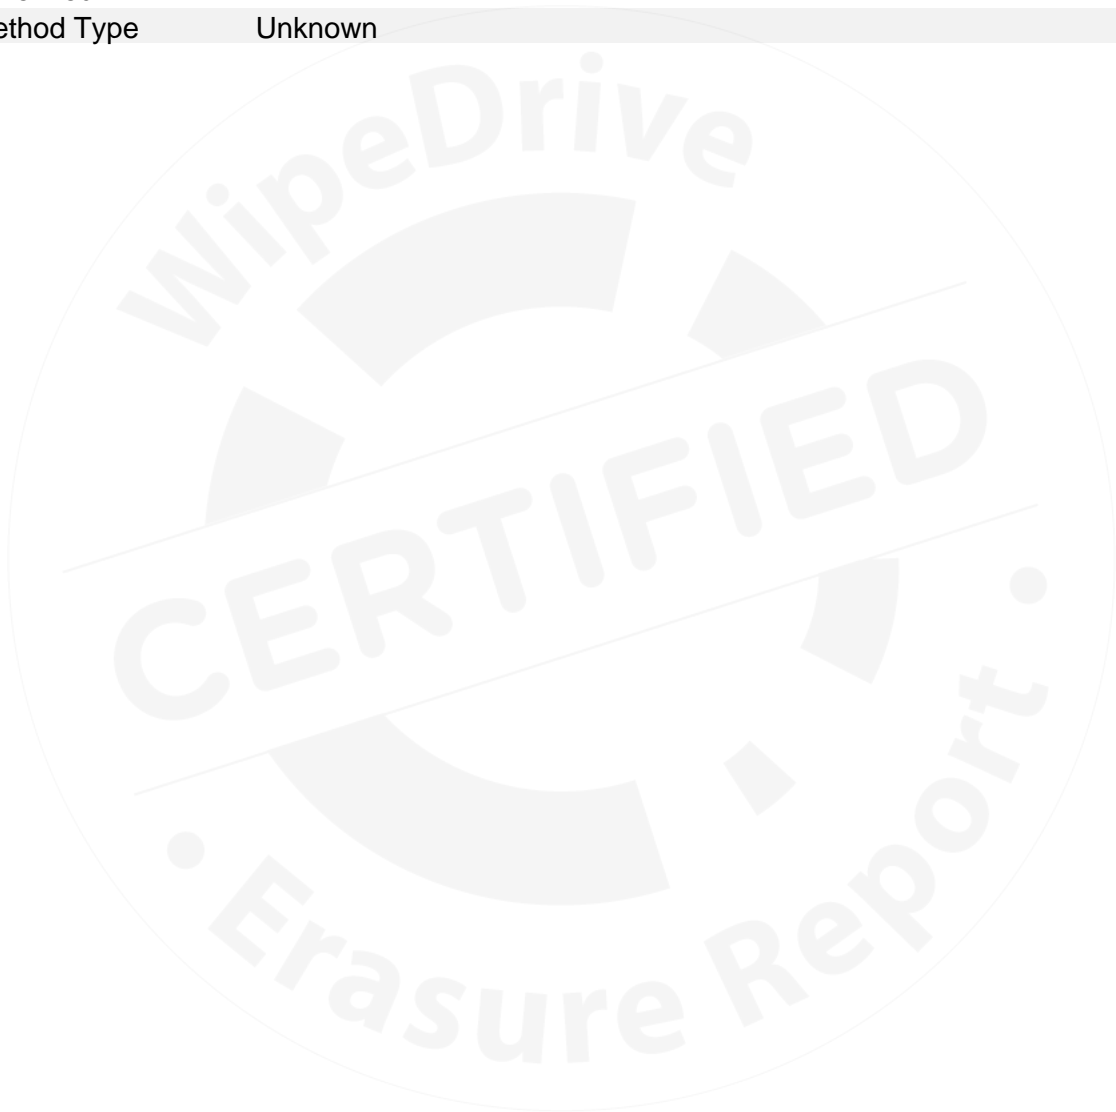 ethod Type Unknown
WipeDrive
CERTIFIED
• Erasure Report •